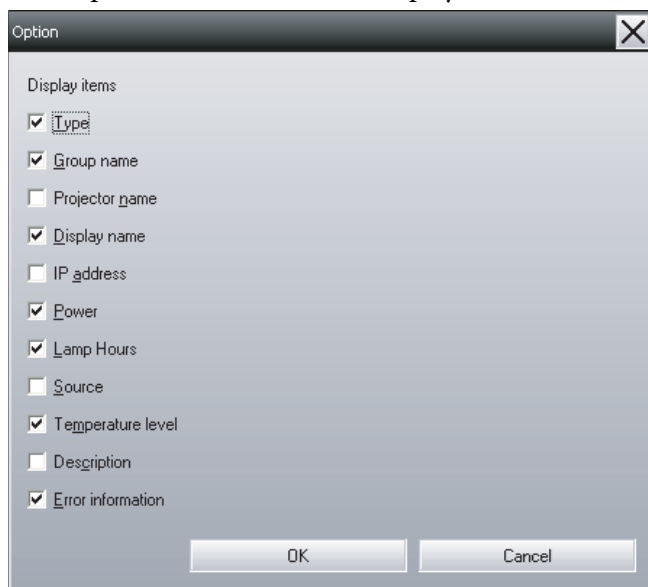 Option
Display items
Type
Group name
Projector name
Display name
IP address
Power
Lamp Hours
Source
Temperature level
Description
Error information
OK Cancel